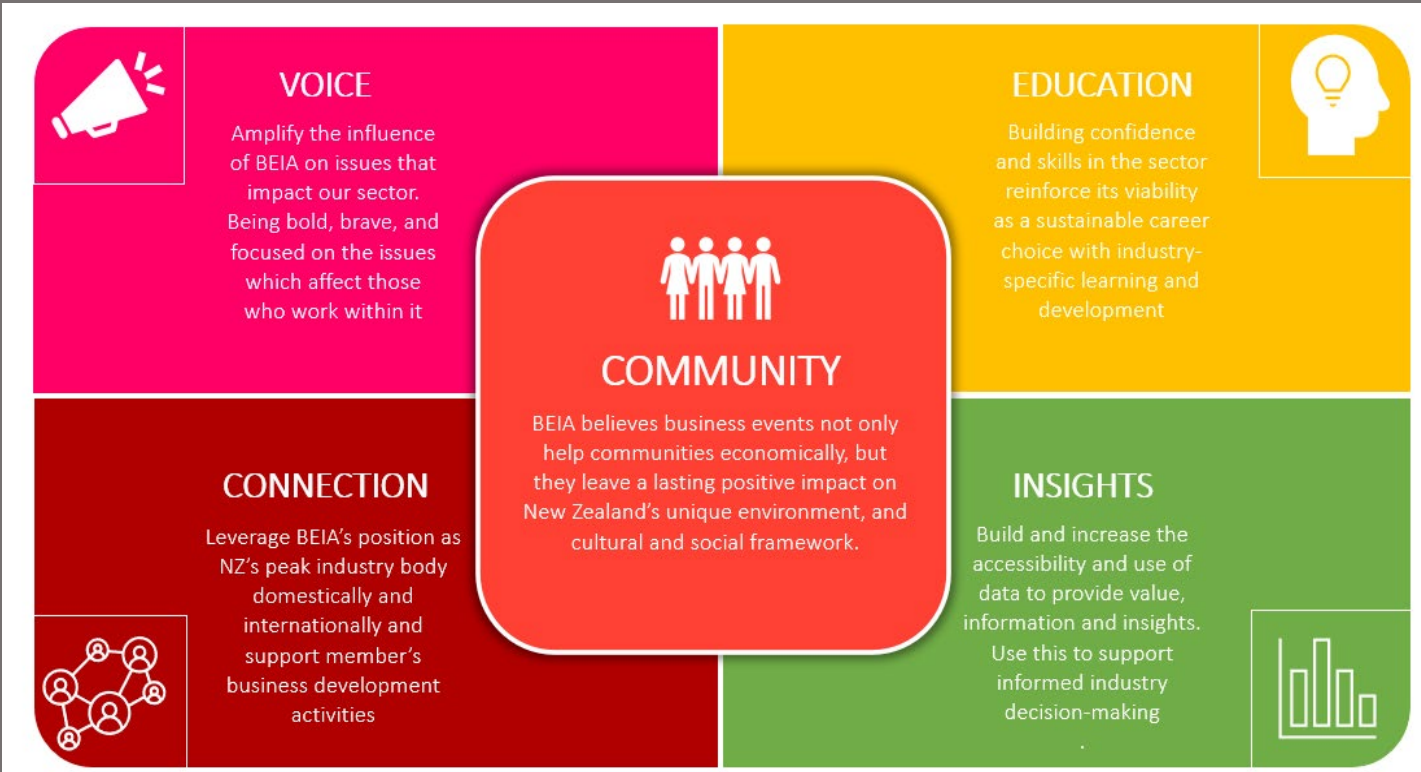 VOICE
Amplify the influence
of BEIA on issues that
impact our sector.
Being bold, brave, and
focused on the issues
which affect those
who work within it
EDUCATION
Building confidence
and skills in the sector
reinforce its viability
as a sustainable career
choice with industry-
specific learning and
development
COMMUNITY
BEIA believes business events not only
help communities economically, but
they leave a lasting positive impact on
New Zealand’s unique environment, and
cultural and social framework.
CONNECTION
Leverage BEIA’s position as
NZ’s peak industry body
domestically and
internationally and
support member’s
business development
activities
INSIGHTS
Build and increase the
accessibility and use of
data to provide value,
information and insights.
Use this to support
informed industry
decision-making
.